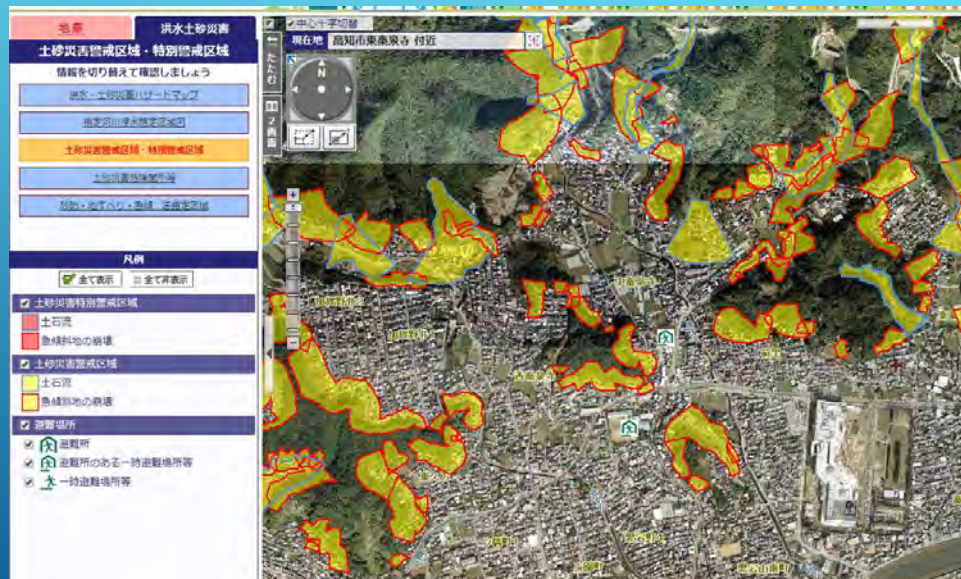 地震
洪水土砂災害
土砂災害警戒区域・特別警戒区域
情報を切り替えて確認しましょう
洪水・土砂災害ハザードマップ
指定河川浸水想定区域図
土砂災害警戒区域・特別警戒区域
土砂災害危険箇所等
砂防・地すべり・急傾
法指定区域
凡例
全て表示
全て非表示
土砂災害特別警戒区域
土石流
急傾斜地の崩壊
土砂災害警戒区域
土石流
急傾斜地の崩壊
避難場所
避難所
避難所のある一時避難場所等
一時避難場所等
たたむ
2画面
中心十字切替
現在地
高知市東秦泉寺 付近
N